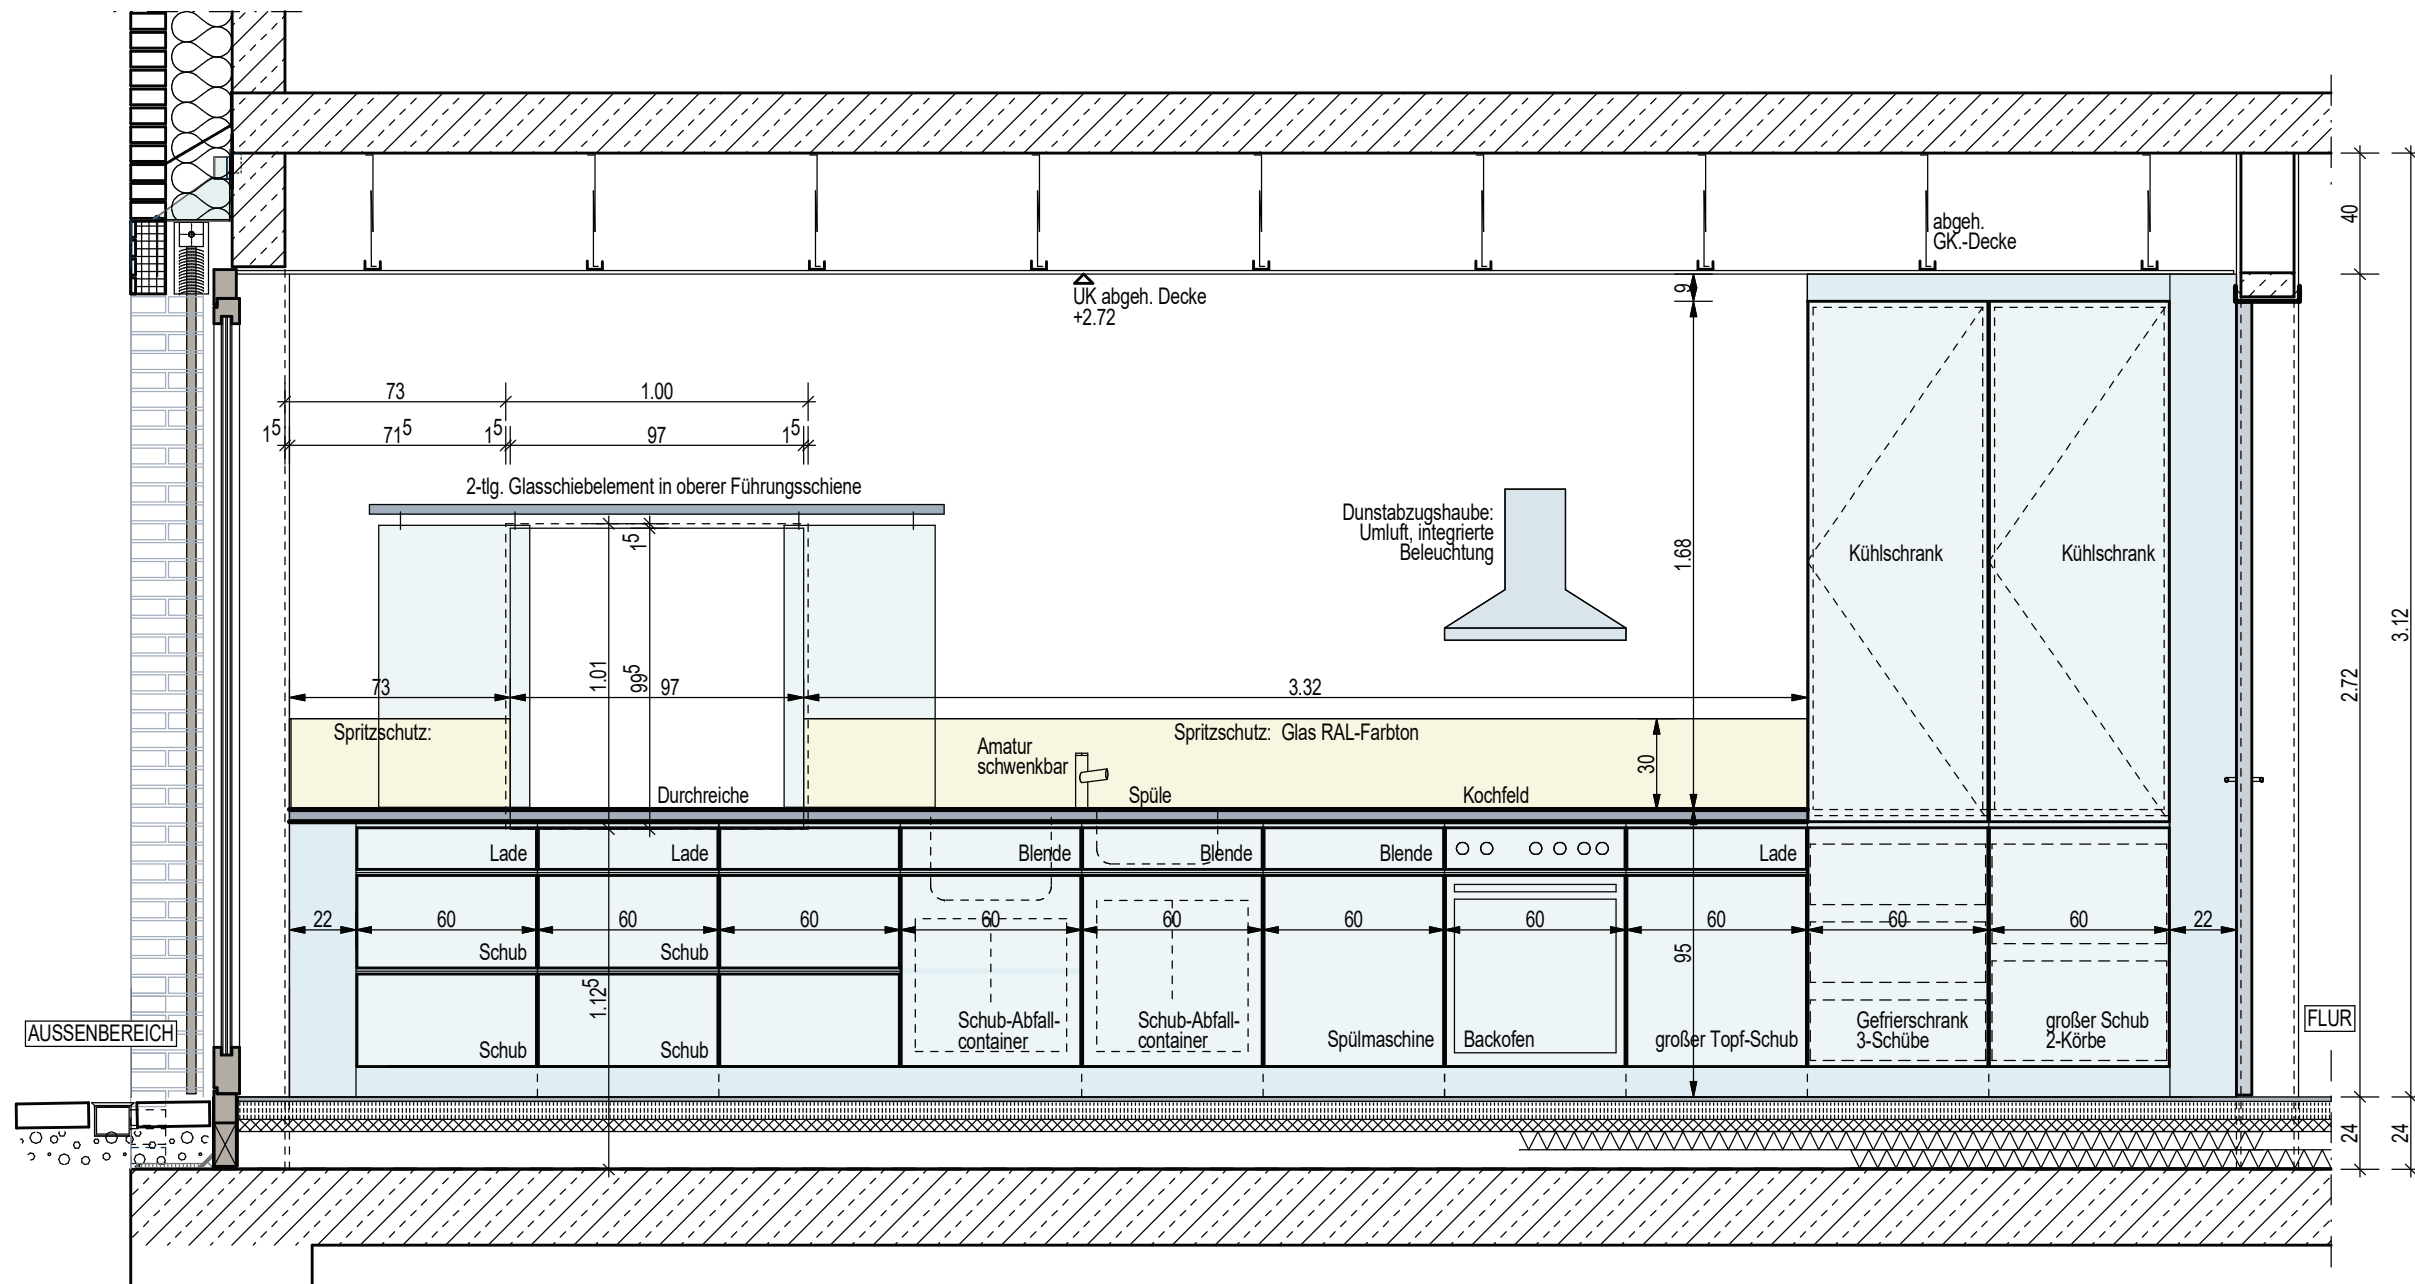 abgeh.
GK.-Decke
40
UK abgeh. Decke
+2.72
9
73
1.00
1⁵
71⁵
1⁵
97
1⁵
2-tlg. Glasschiebelement in oberer Führungsschiene
Dunstabzugshaube:
Umluft, integrierte
Beleuchtung
1⁵
1.68
Kühlschrank
Kühlschrank
3.12
2.72
1.01
99⁵
73
97
3.32
Spritzschutz:
Spritzschutz: Glas RAL-Farbton
Amatur
schwenkbar
30
Durchreiche
Spüle
Kochfeld
Lade
Lade
Blende
Blende
Blende
Lade
22
60
60
60
60
60
60
60
60
60
60
22
Schub
Schub
95
1.12⁵
Schub
Schub
Schub-Abfall-
container
Schub-Abfall-
container
Spülmaschine
Backofen
großer Topf-Schub
Gefrierschrank
3-Schübe
großer Schub
2-Körbe
AUSSENBEREICH
FLUR
24
24